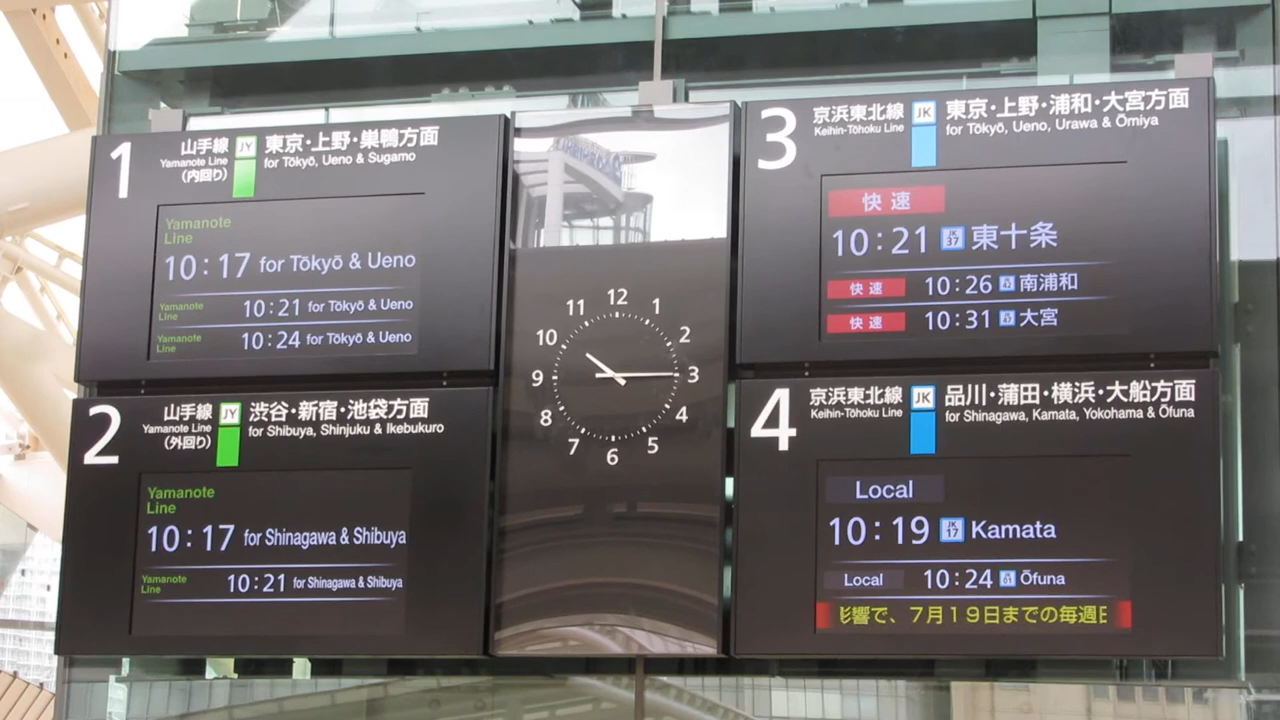 1
山手線
Yamanote Line
(内回り)
JY
東京・上野・巣鴨方面
for Tōkyō, Ueno & Sugamo
Yamanote
Line
10:17 for Tōkyō & Ueno
Yamanote
Line
10:21 for Tōkyō & Ueno
Yamanote
Line
10:24 for Tōkyō & Ueno
2
山手線
Yamanote Line
(外回り)
JY
渋谷・新宿・池袋方面
for Shibuya, Shinjuku & Ikebukuro
Yamanote
Line
10:17 for Shinagawa & Shibuya
Yamanote
Line
10:21 for Shinagawa & Shibuya
12
1
2
3
4
5
6
7
8
9
10
11
3
京浜東北線
Keihin-Tōhoku Line
JK
東京・上野・浦和・大宮方面
for Tōkyō, Ueno, Urawa & Ōmiya
快速
10:21 JK 37 東十条
快速 10:26 南浦和
快速 10:31 大宮
4
京浜東北線
Keihin-Tōhoku Line
JK
品川・蒲田・横浜・大船方面
for Shinagawa, Kamata, Yokohama & Ōfuna
Local
10:19 JK 17 Kamata
Local 10:24 Ōfuna
影響で、7月19日までの毎週日